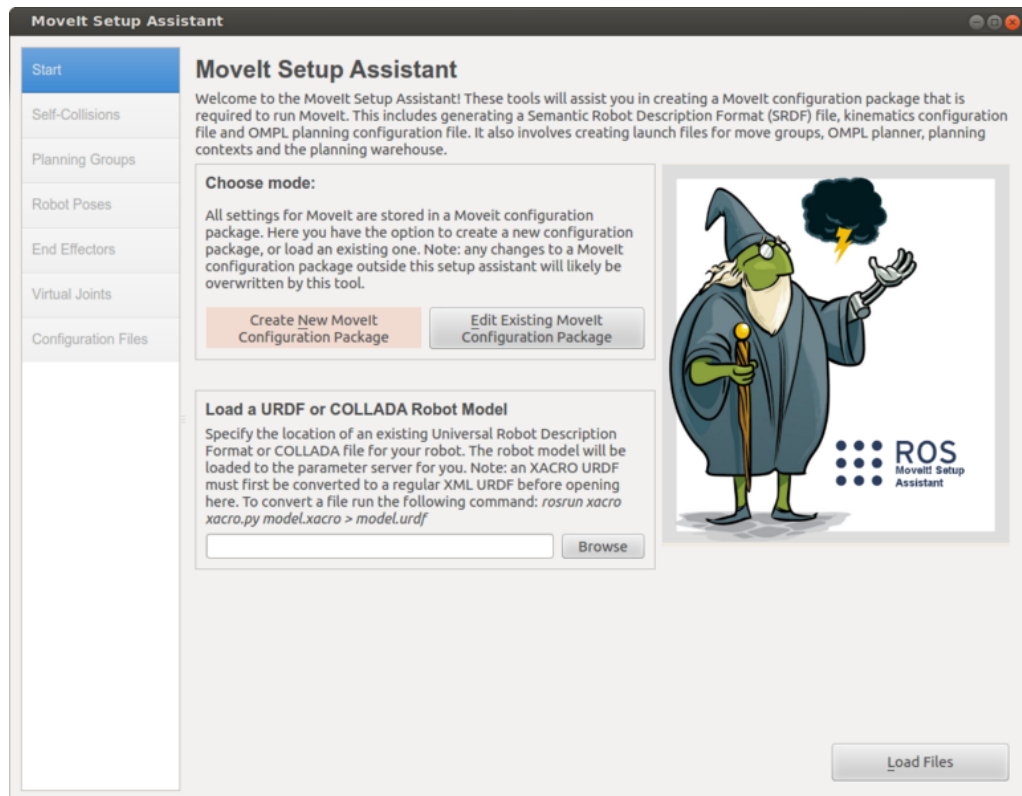 MoveIt Setup Assistant
Start
Self-Collisions
Planning Groups
Robot Poses
End Effectors
Virtual Joints
Configuration Files
MoveIt Setup Assistant
Welcome to the MoveIt Setup Assistant! These tools will assist you in creating a MoveIt configuration package that is
required to run MoveIt. This includes generating a Semantic Robot Description Format (SRDF) file, kinematics configuration
file and OMPL planning configuration file. It also involves creating launch files for move groups, OMPL planner, planning
contexts and the planning warehouse.
Choose mode:
All settings for MoveIt are stored in a Moveit configuration
package. Here you have the option to create a new configuration
package, or load an existing one. Note: any changes to a MoveIt
configuration package outside this setup assistant will likely be
overwritten by this tool.
Create New MoveIt
Configuration Package
Edit Existing MoveIt
Configuration Package
Load a URDF or COLLADA Robot Model
Specify the location of an existing Universal Robot Description
Format or COLLADA file for your robot. The robot model will be
loaded to the parameter server for you. Note: an XACRO URDF
must first be converted to a regular XML URDF before opening
here. To convert a file run the following command: rosrun xacro
xacro.py model.xacro > model.urdf
Browse
ROS
MoveIt! Setup
Assistant
Load Files